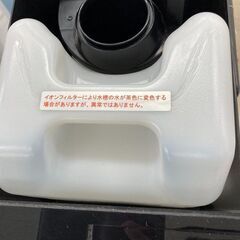 イオンフィルターにより水槽の水が茶色に変色する
場合がありますが、異常ではありません。